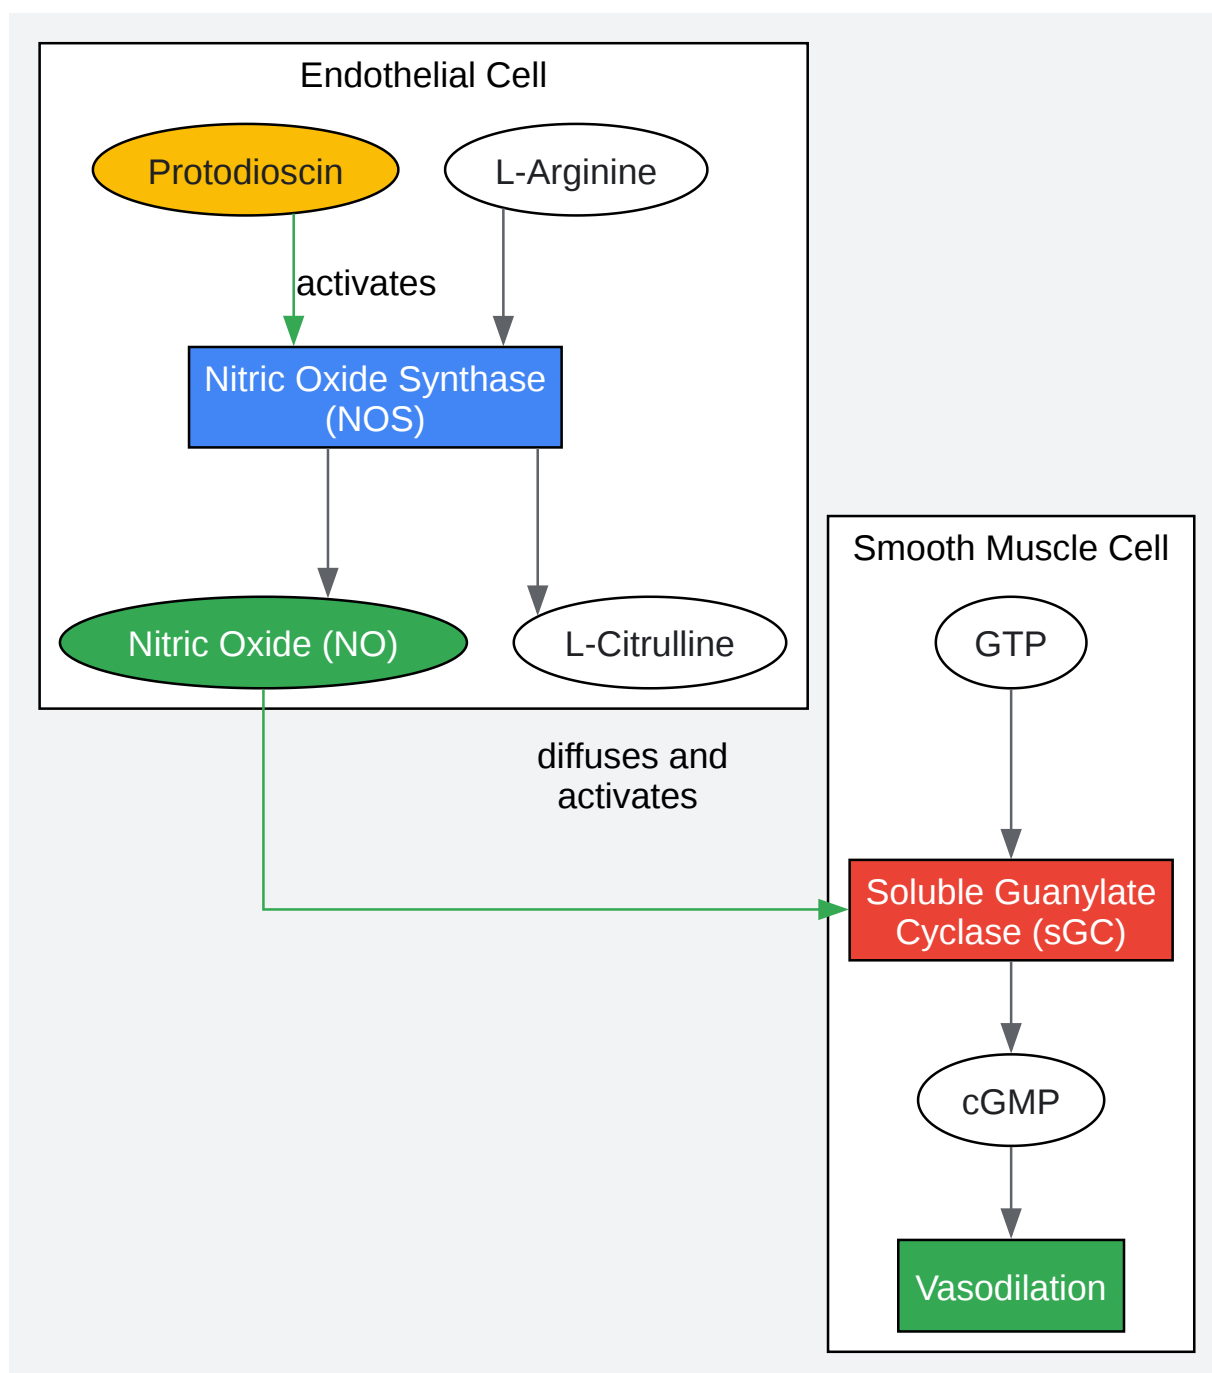 Endothelial Cell
Protodioscin
L-Arginine
activates
Nitric Oxide Synthase
(NOS)
Nitric Oxide (NO)
L-Citrulline
diffuses and
activates
Smooth Muscle Cell
GTP
Soluble Guanylate
Cyclase (sGC)
cGMP
Vasodilation